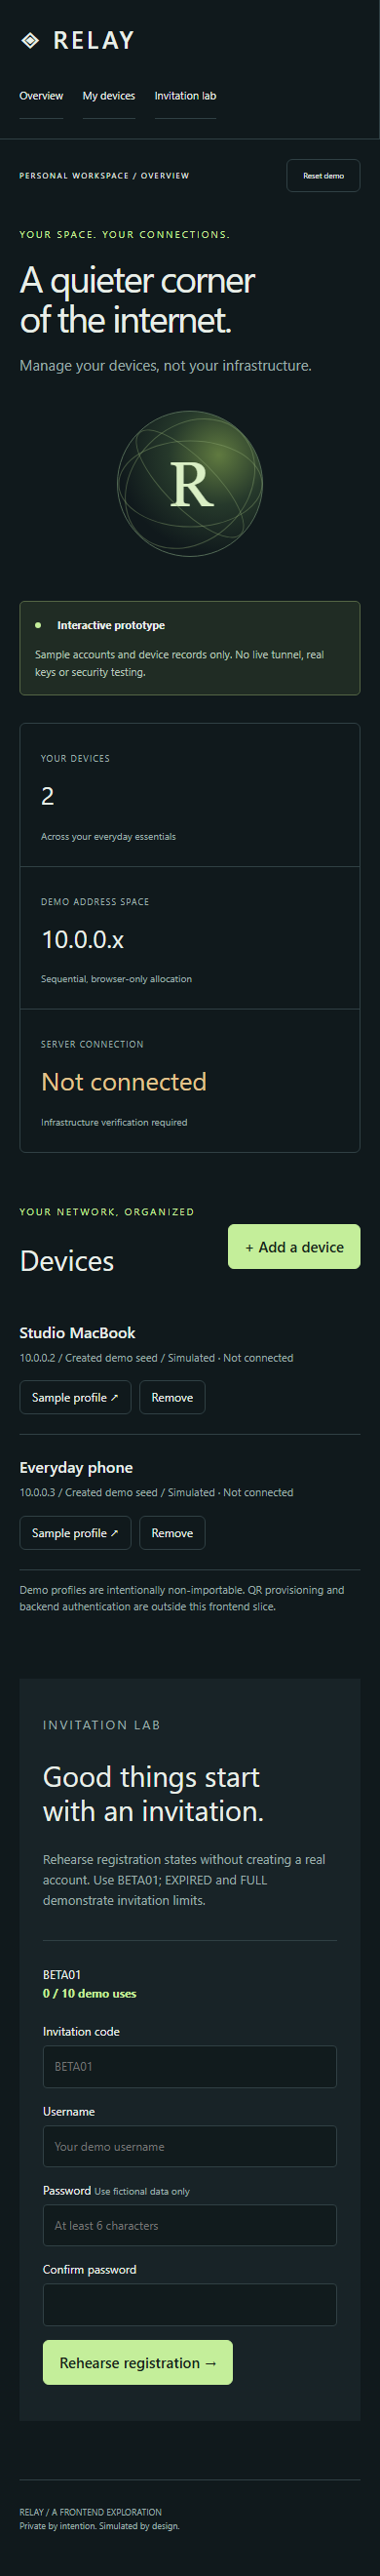 RELAY
Overview My devices Invitation lab
PERSONAL WORKSPACE / OVERVIEW Reset demo
YOUR SPACE. YOUR CONNECTIONS.
A quieter corner
of the internet.
Manage your devices, not your infrastructure.
R
Interactive prototype
Sample accounts and device records only. No live tunnel, real
keys or security testing.
YOUR DEVICES
2
Across your everyday essentials
DEMO ADDRESS SPACE
10.0.0.x
Sequential, browser-only allocation
SERVER CONNECTION
Not connected
Infrastructure verification required
YOUR NETWORK, ORGANIZED
Devices
+ Add a device
Studio MacBook
10.0.0.2 / Created demo seed / Simulated · Not connected
Sample profile ↗ Remove
Everyday phone
10.0.0.3 / Created demo seed / Simulated · Not connected
Sample profile ↗ Remove
Demo profiles are intentionally non-importable. QR provisioning and
backend authentication are outside this frontend slice.
INVITATION LAB
Good things start
with an invitation.
Rehearse registration states without creating a real
account. Use BETA01; EXPIRED and FULL
demonstrate invitation limits.
BETA01
0 / 10 demo uses
Invitation code
BETA01
Username
Your demo username
Password Use fictional data only
At least 6 characters
Confirm password
Rehearse registration →
RELAY / A FRONTEND EXPLORATION
Private by intention. Simulated by design.